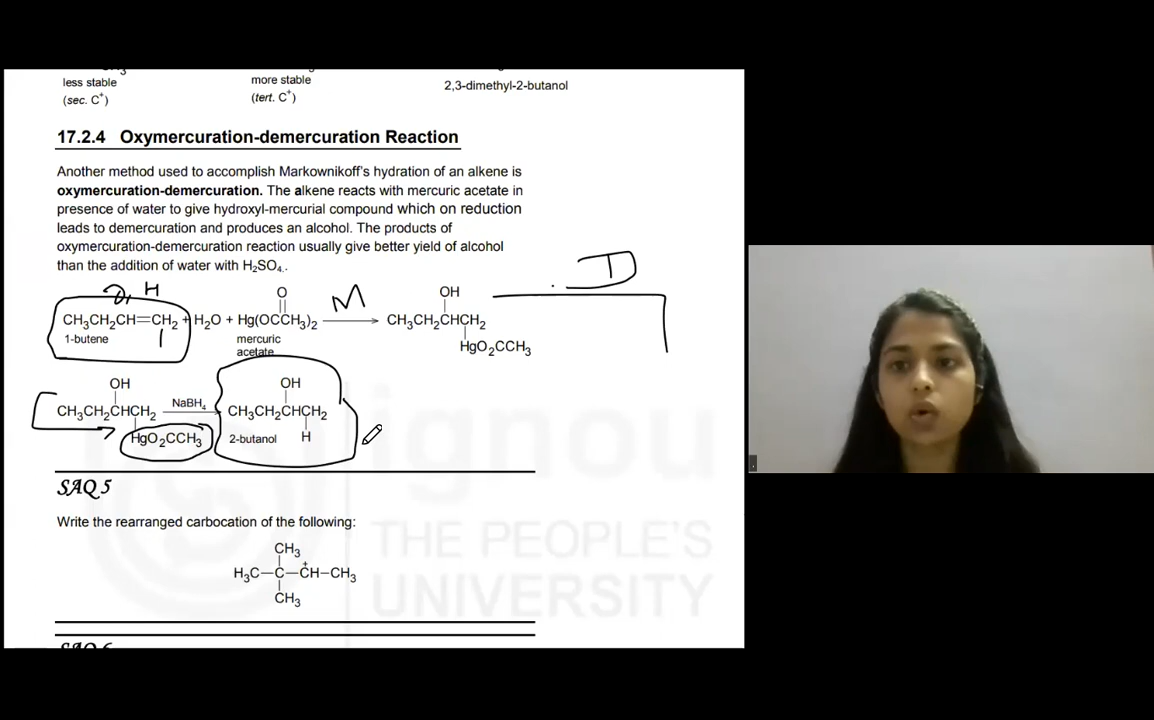 less stable
more stable
2,3-dimethyl-2-butanol
(sec. C+)
(tert. C+)
17.2.4 Oxymercuration-demercuration Reaction
Another method used to accomplish Markownikoff's hydration of an alkene is
oxymercuration-demercuration. The alkene reacts with mercuric acetate in
presence of water to give hydroxyl-mercurial compound which on reduction
leads to demercuration and produces an alcohol. The products of
oxymercuration-demercuration reaction usually give better yield of alcohol
than the addition of water with H2SO4..
D
H
M
O
OH
CH3CH2CH=CH2 + H2O + Hg(OCCH3)2
CH3CH2CHCH2
1-butene
mercuric
acetate
HgO2CCH3
OH
OH
CH3CH2CHCH2
NaBH4
CH3CH2CHCH2
HgO2CCH3
2-butanol
H
SAQ 5
Write the rearranged carbocation of the following:
CH3
H3C–C–CH–CH3
+
CH3
ignou
THE PEOPLE'S
UNIVERSITY